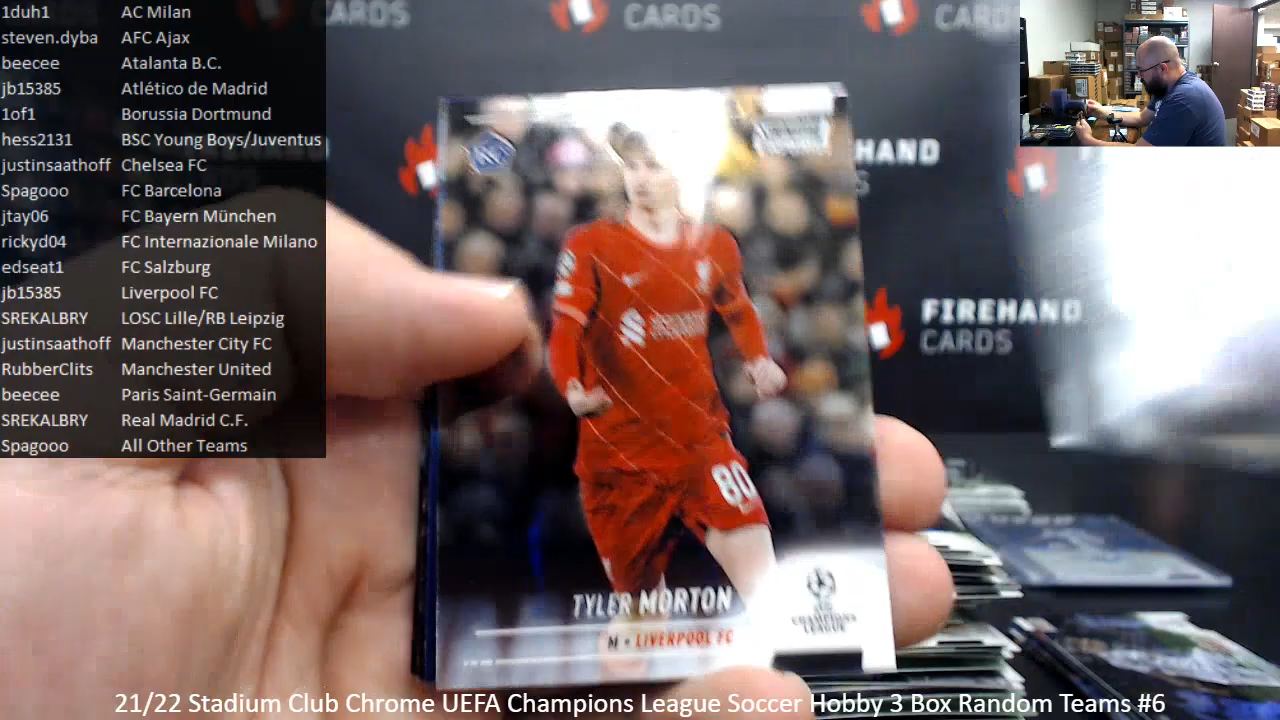 1duh1 AC Milan
steven.dyba AFC Ajax
beecee Atalanta B.C.
jb15385 Atlético de Madrid
1of1 Borussia Dortmund
hess2131 BSC Young Boys/Juventus
justinsaathoff Chelsea FC
Spagooo FC Barcelona
jtay06 FC Bayern München
rickyd04 FC Internazionale Milano
edseat1 FC Salzburg
jb15385 Liverpool FC
SREKALBRY LOSC Lille/RB Leipzig
justinsaathoff Manchester City FC
RubberClits Manchester United
beecee Paris Saint-Germain
SREKALBRY Real Madrid C.F.
Spagooo All Other Teams
CARDS
CARDS
HAND
FIREHAND
CARDS
80
TYLER MORTON
M • LIVERPOOL FC
CHAMPIONS
LEAGUE
21/22 Stadium Club Chrome UEFA Champions League Soccer Hobby 3 Box Random Teams #6